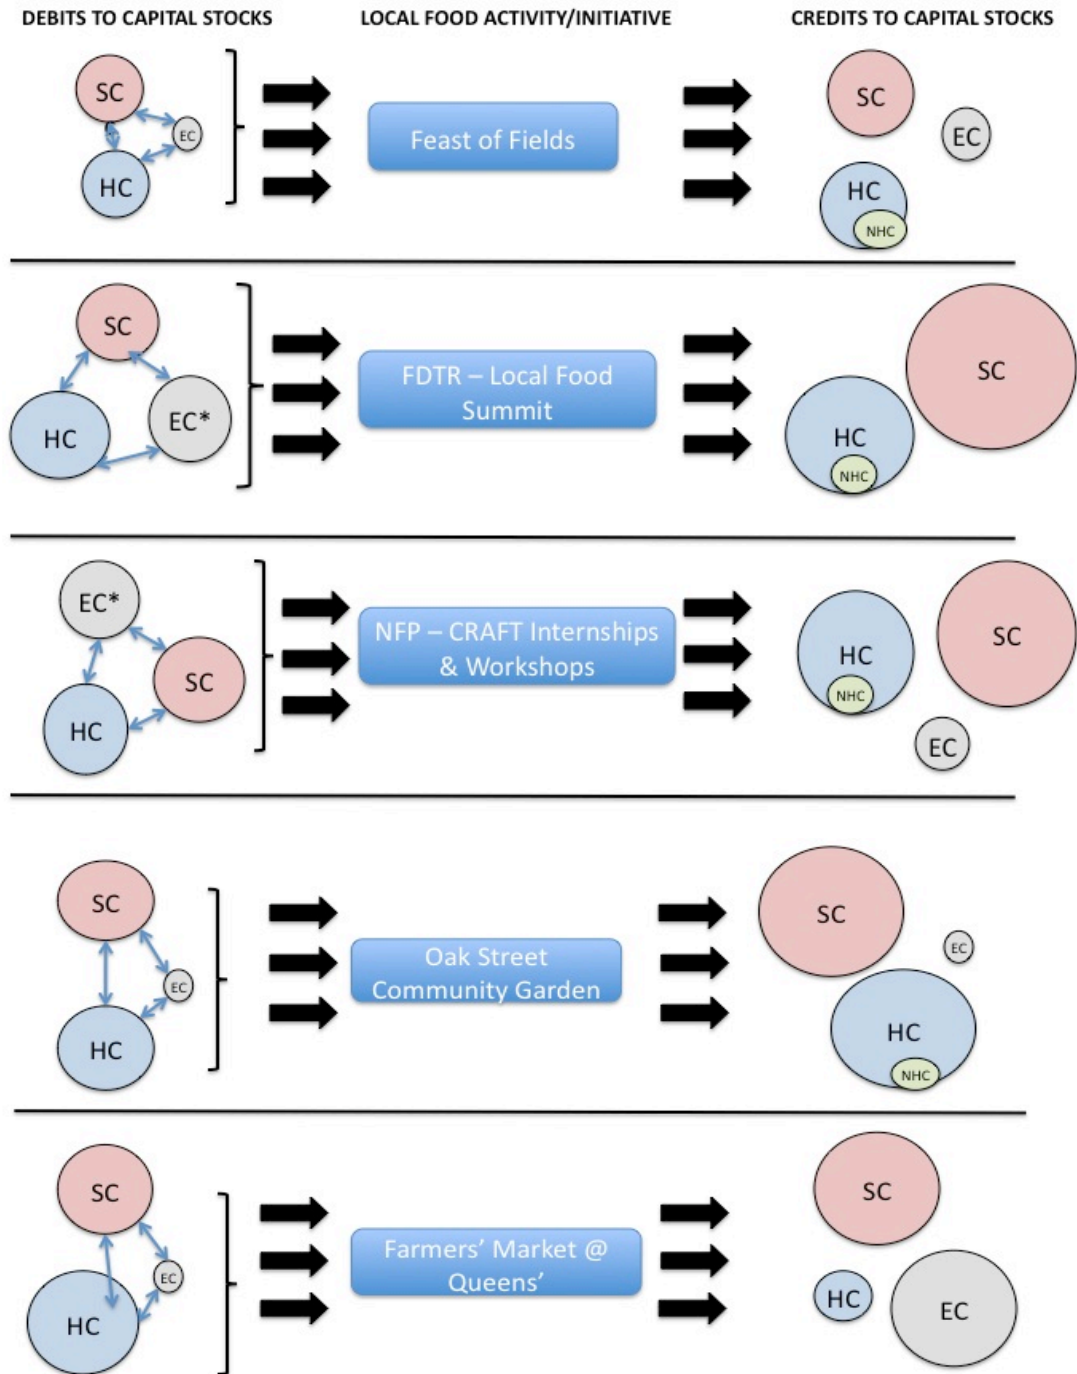 DEBITS TO CAPITAL STOCKS
LOCAL FOOD ACTIVITY/INITIATIVE
CREDITS TO CAPITAL STOCKS
SC
EC
HC
Feast of Fields
SC
EC
HC
NHC
SC
HC
EC*
FDTR – Local Food
Summit
SC
HC
NHC
EC*
SC
HC
NFP – CRAFT Internships
& Workshops
HC
SC
NHC
EC
SC
EC
HC
Oak Street
Community Garden
SC
EC
HC
NHC
SC
EC
HC
Farmers’ Market @
Queens’
SC
HC
EC